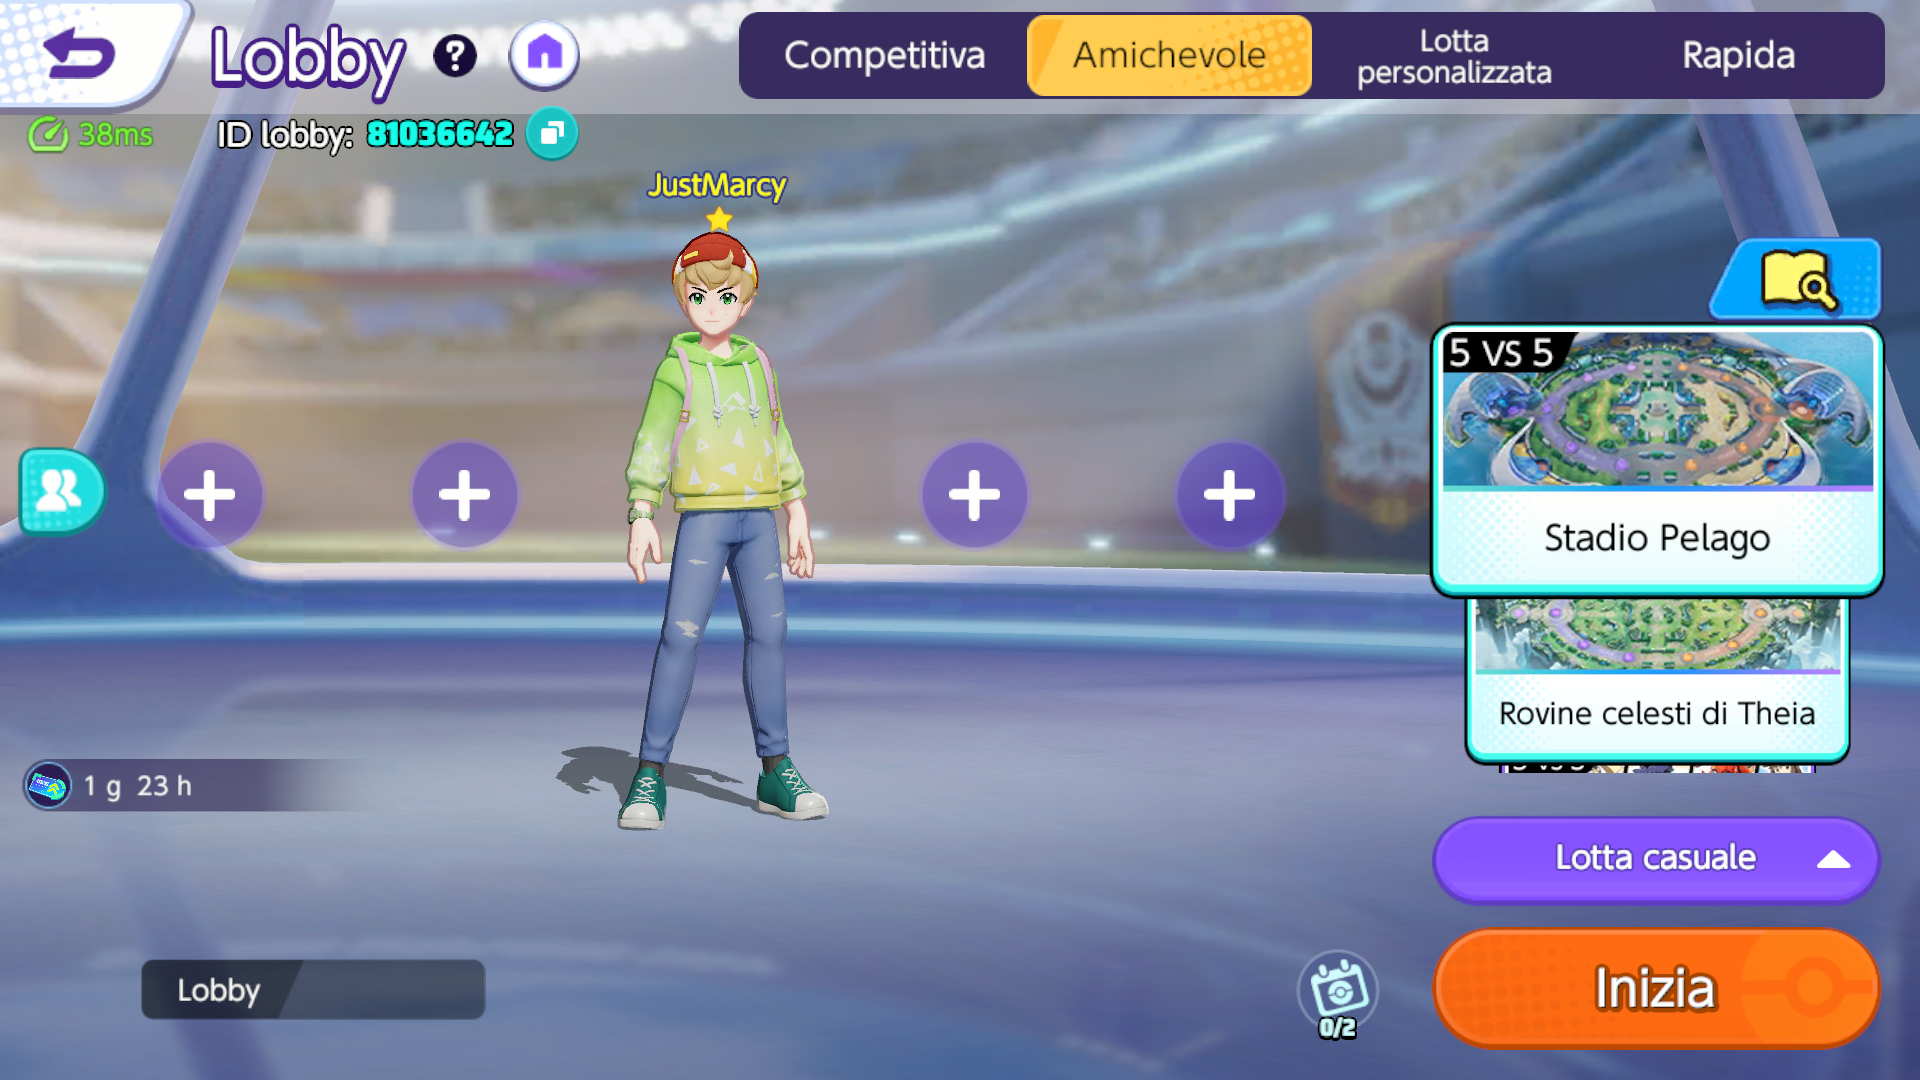 Lobby
?
Competitiva
Amichevole
Lotta
personalizzata
Rapida
38ms
ID lobby: 81036642
JustMarcy
5 VS 5
Stadio Pelago
Rovine celesti di Theia
1 g 23 h
Lotta casuale
Lobby
0/2
Inizia